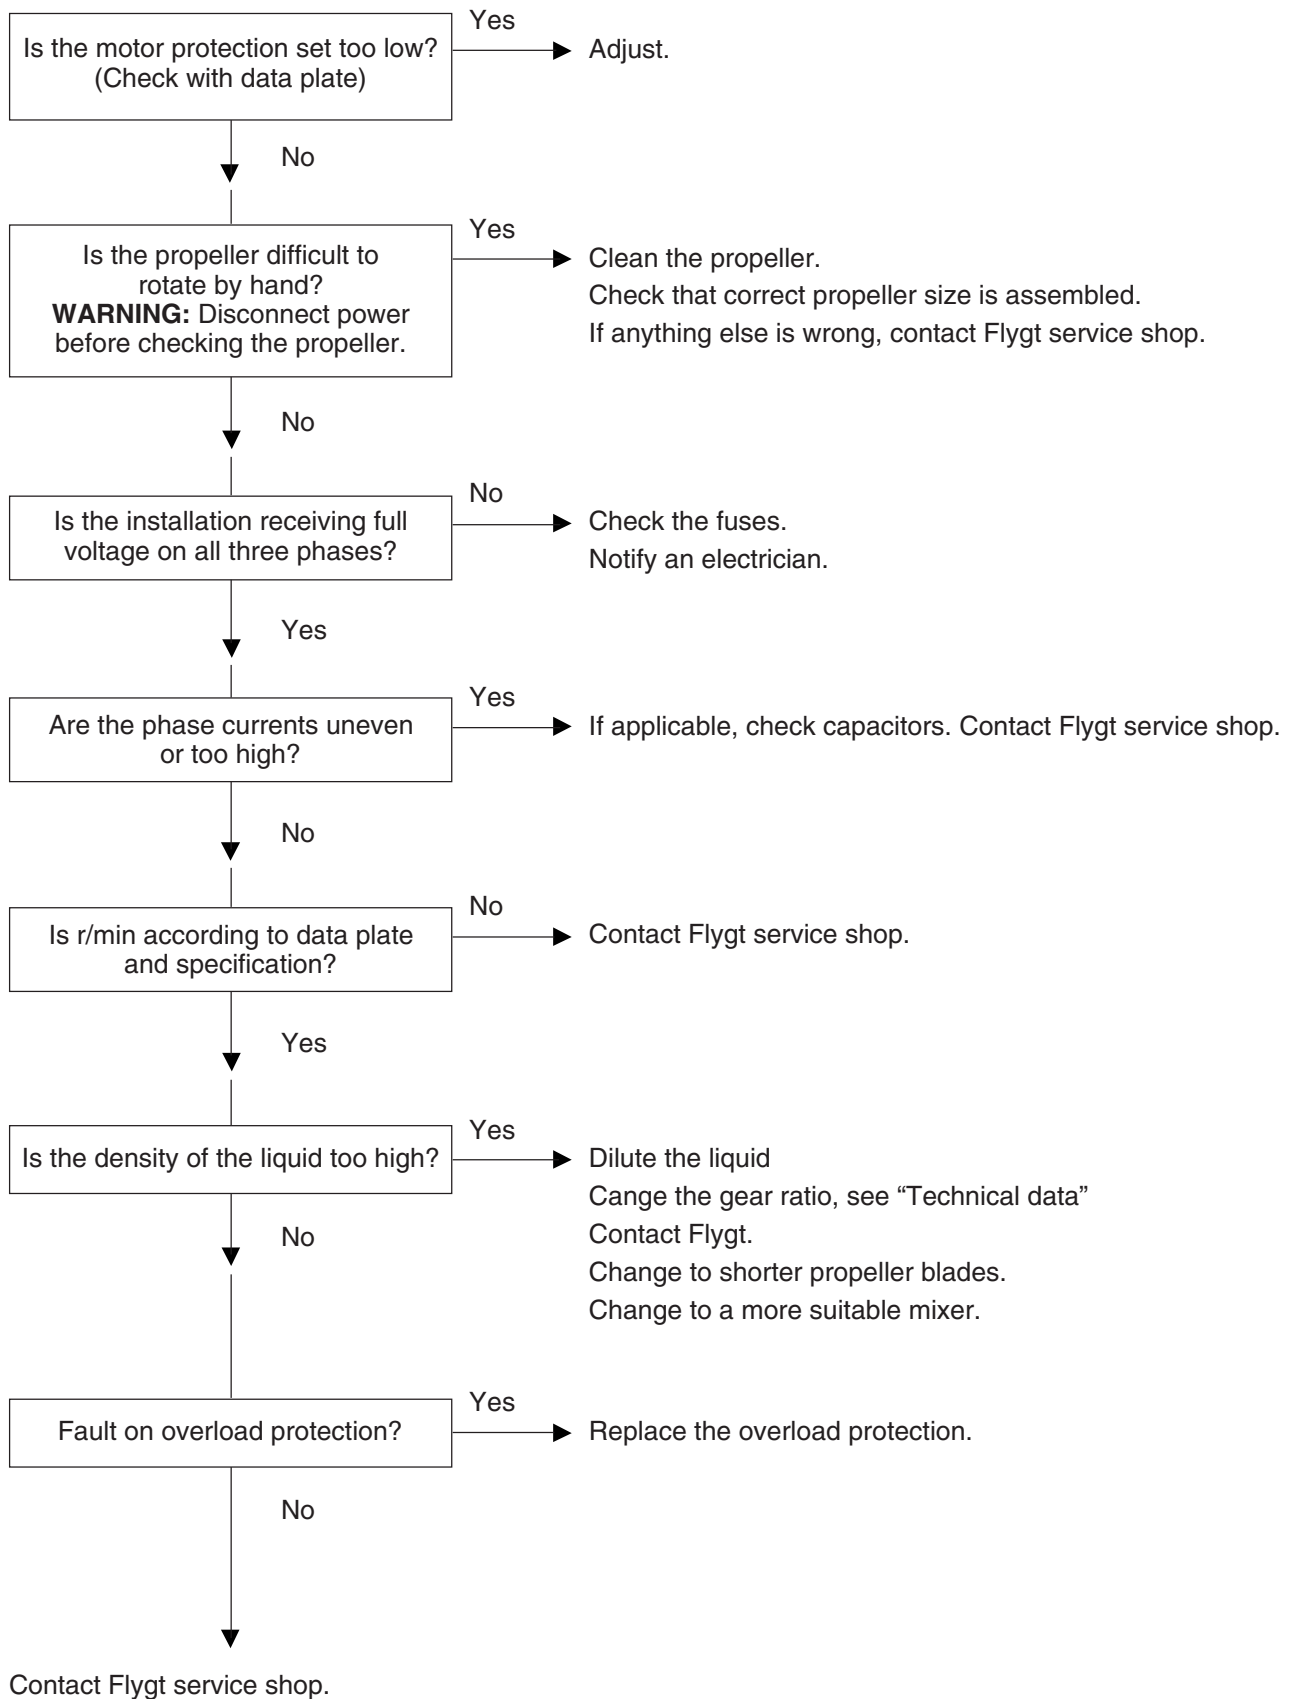 Yes
Is the motor protection set too low?
(Check with data plate)
Adjust.
No
Yes
Is the propeller difficult to
rotate by hand?
WARNING: Disconnect power
before checking the propeller.
Clean the propeller.
Check that correct propeller size is assembled.
If anything else is wrong, contact Flygt service shop.
No
No
Is the installation receiving full
voltage on all three phases?
Check the fuses.
Notify an electrician.
Yes
Yes
Are the phase currents uneven
or too high?
If applicable, check capacitors. Contact Flygt service shop.
No
No
Is r/min according to data plate
and specification?
Contact Flygt service shop.
Yes
Yes
Is the density of the liquid too high?
Dilute the liquid
Cange the gear ratio, see “Technical data”
Contact Flygt.
Change to shorter propeller blades.
Change to a more suitable mixer.
No
Yes
Fault on overload protection?
Replace the overload protection.
No
Contact Flygt service shop.